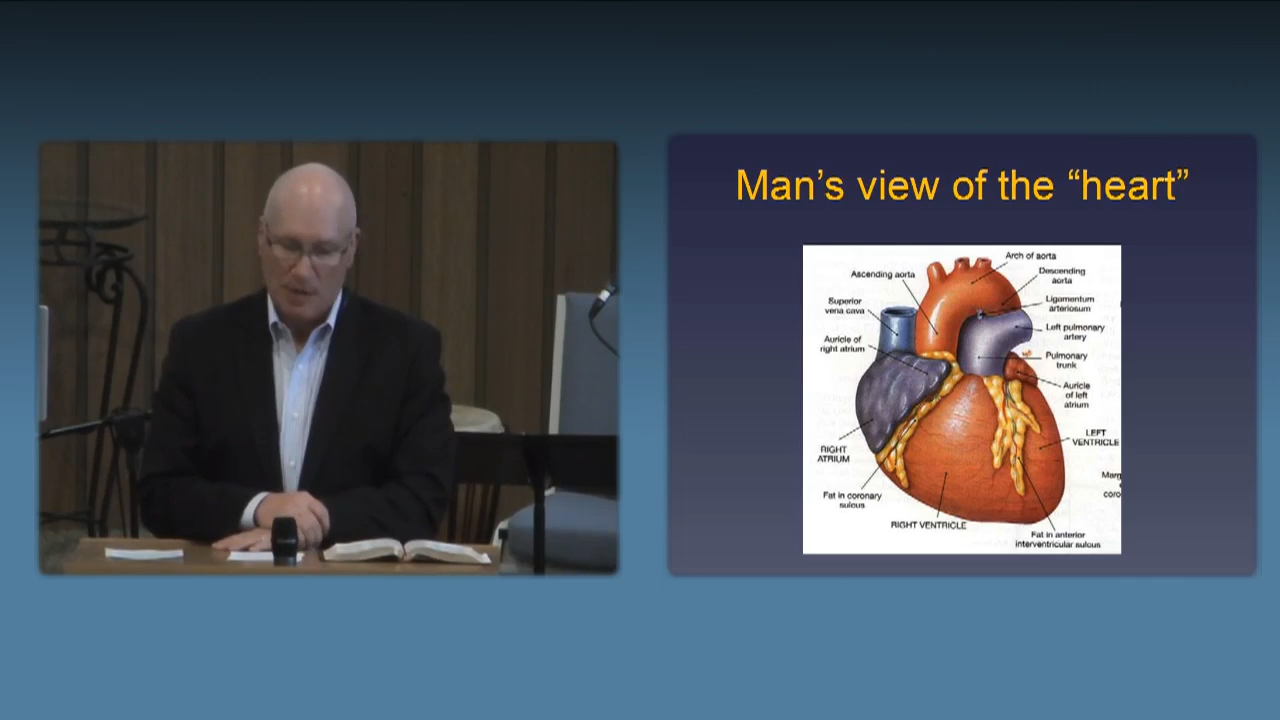 Man's view of the “heart”
Arch of aorta
Ascending aorta
Descending
aorta
Superior
vena cava
Ligamentum
arteriosum
Left pulmonary
artery
Auricle of
right atrium
Pulmonary
trunk
Auricle
of left
atrium
LEFT
VENTRICLE
RIGHT
ATRIUM
Marg
coro
Fat in coronary
sulcus
RIGHT VENTRICLE
Fat in anterior
interventricular sulcus